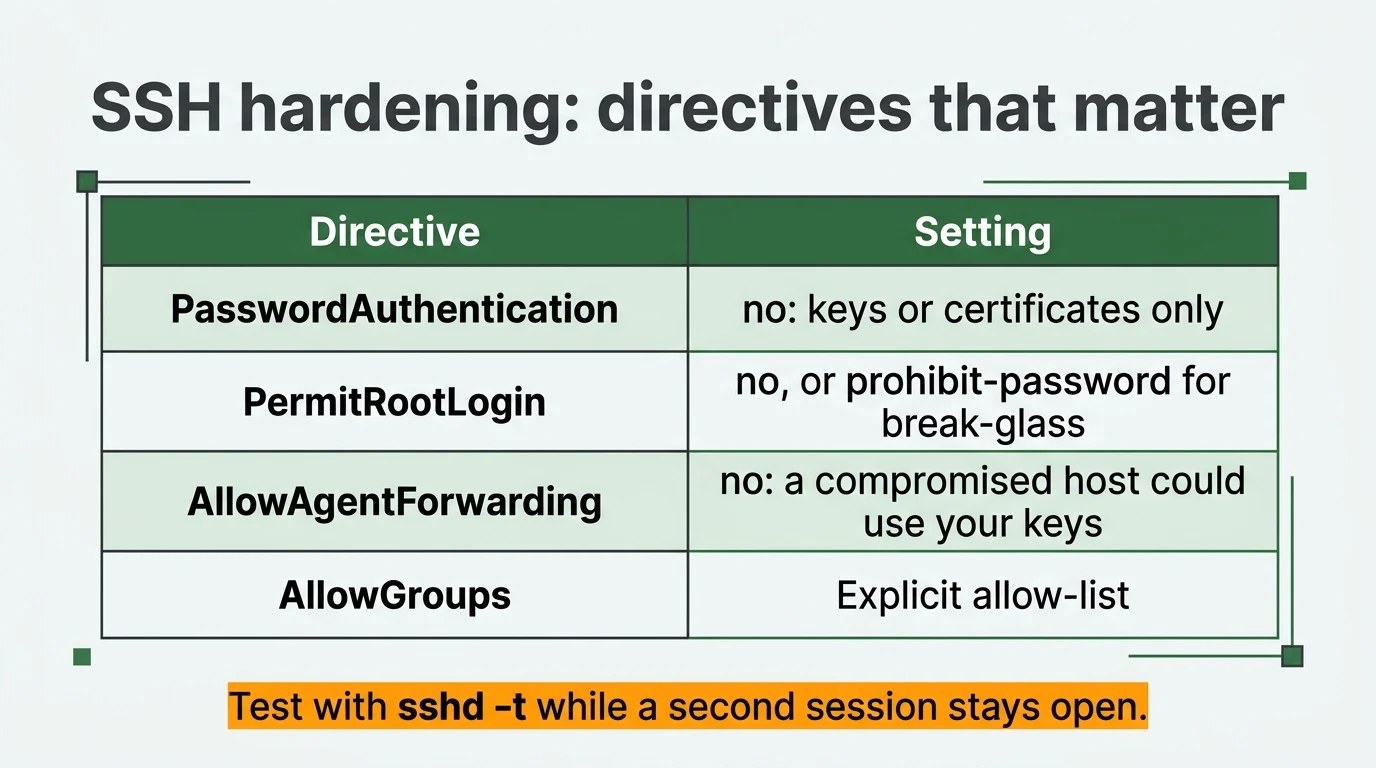 SSH hardening: directives that matter
Directive
Setting
PasswordAuthentication
no: keys or certificates only
PermitRootLogin
no, or prohibit-password for
break-glass
AllowAgentForwarding
no: a compromised host could
use your keys
AllowGroups
Explicit allow-list
Test with sshd –t while a second session stays open.